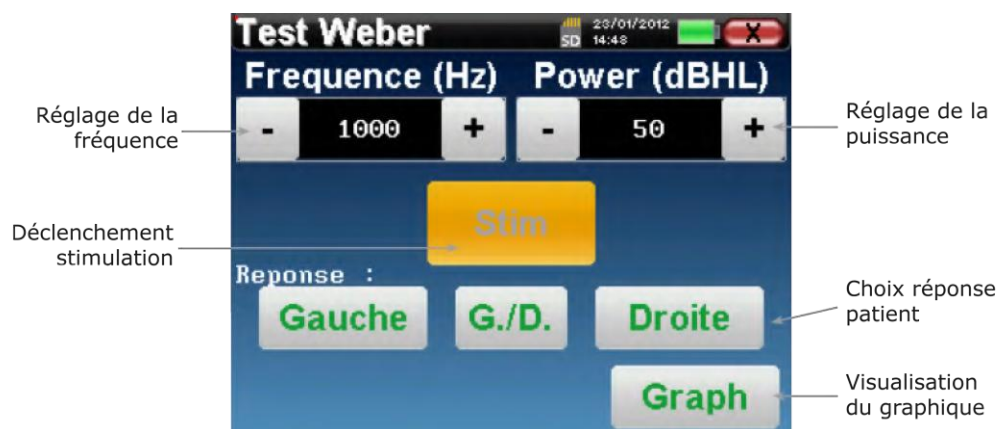 Test Weber
SD
23/01/2012
14:48
X
Frequence (Hz) Power (dBHL)
Réglage de la
fréquence
- 1000 + - 50 +
Réglage de la
puissance
Stim
Déclenchement
stimulation
Reponse :
Gauche G./D. Droite
Choix réponse
patient
Graph
Visualisation
du graphique